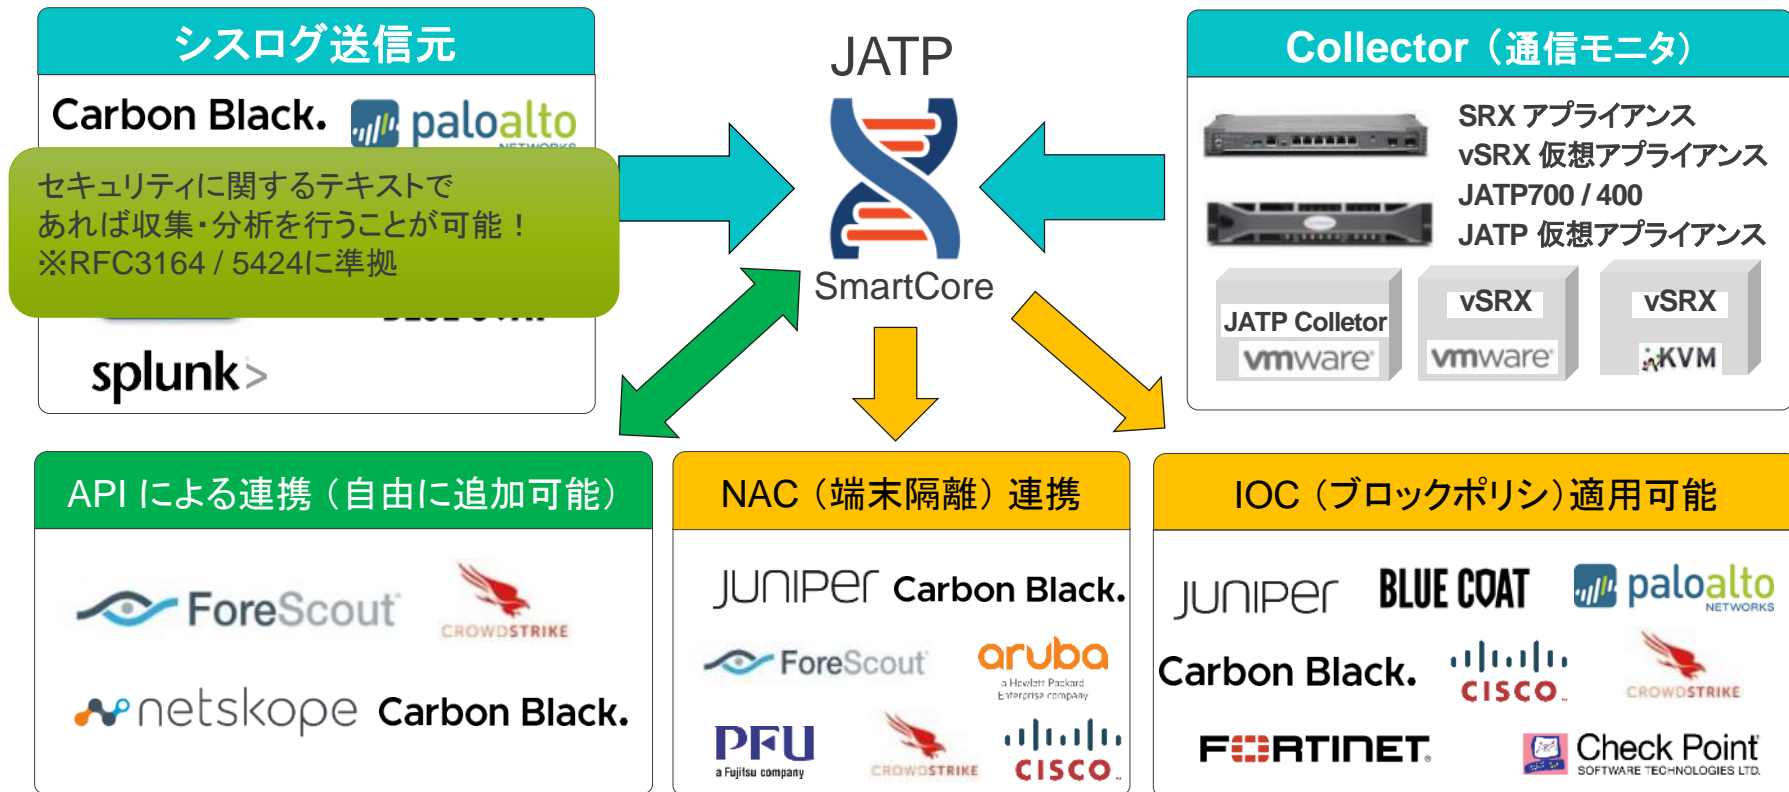 シスログ送信元
Carbon Black.
paloalto
NETWORKS
セキュリティに関するテキストで
あれば収集・分析を行うことが可能！
※RFC3164 / 5424に準拠
splunk>
JATP
SmartCore
Collector（通信モニタ）
SRX アプライアンス
vSRX 仮想アプライアンス
JATP700 / 400
JATP 仮想アプライアンス
JATP Colletor
vmware
vSRX
vmware
vSRX
KVM
API による連携（自由に追加可能）
ForeScout
CROWDSTRIKE
netskope
Carbon Black.
NAC（端末隔離）連携
JUNIPEr
Carbon Black.
ForeScout
aruba
a Hewlett Packard
Enterprise company
PFU
a Fujitsu company
CROWDSTRIKE
CISCO
IOC（ブロックポリシ）適用可能
JUNIPEr
BLUE COAT
paloalto
NETWORKS
Carbon Black.
CISCO
CROWDSTRIKE
FORTINET
Check Point
SOFTWARE TECHNOLOGIES LTD.